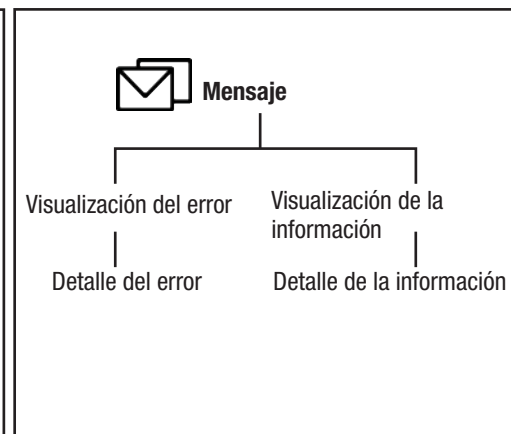 Mensaje
Visualización del error
Visualización de la
información
Detalle del error
Detalle de la información